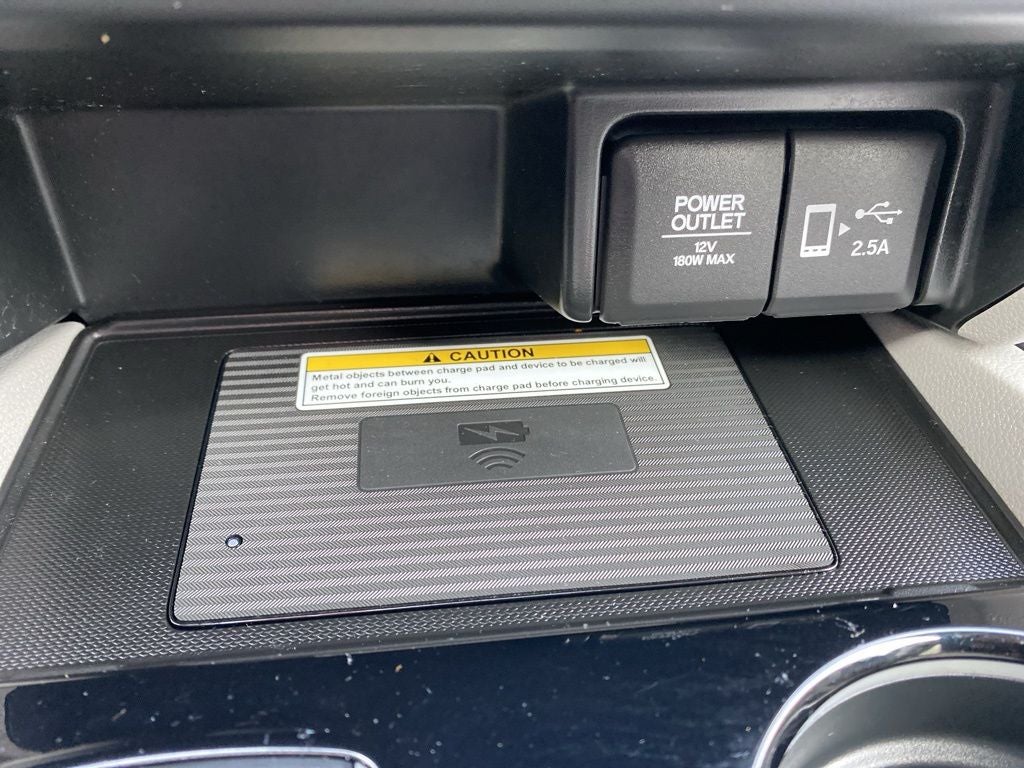 POWER
OUTLET
12V
180W MAX
2.5A
CAUTION
Metal objects between charge pad and device to be charged will
get hot and can burn you.
Remove foreign objects from charge pad before charging device.